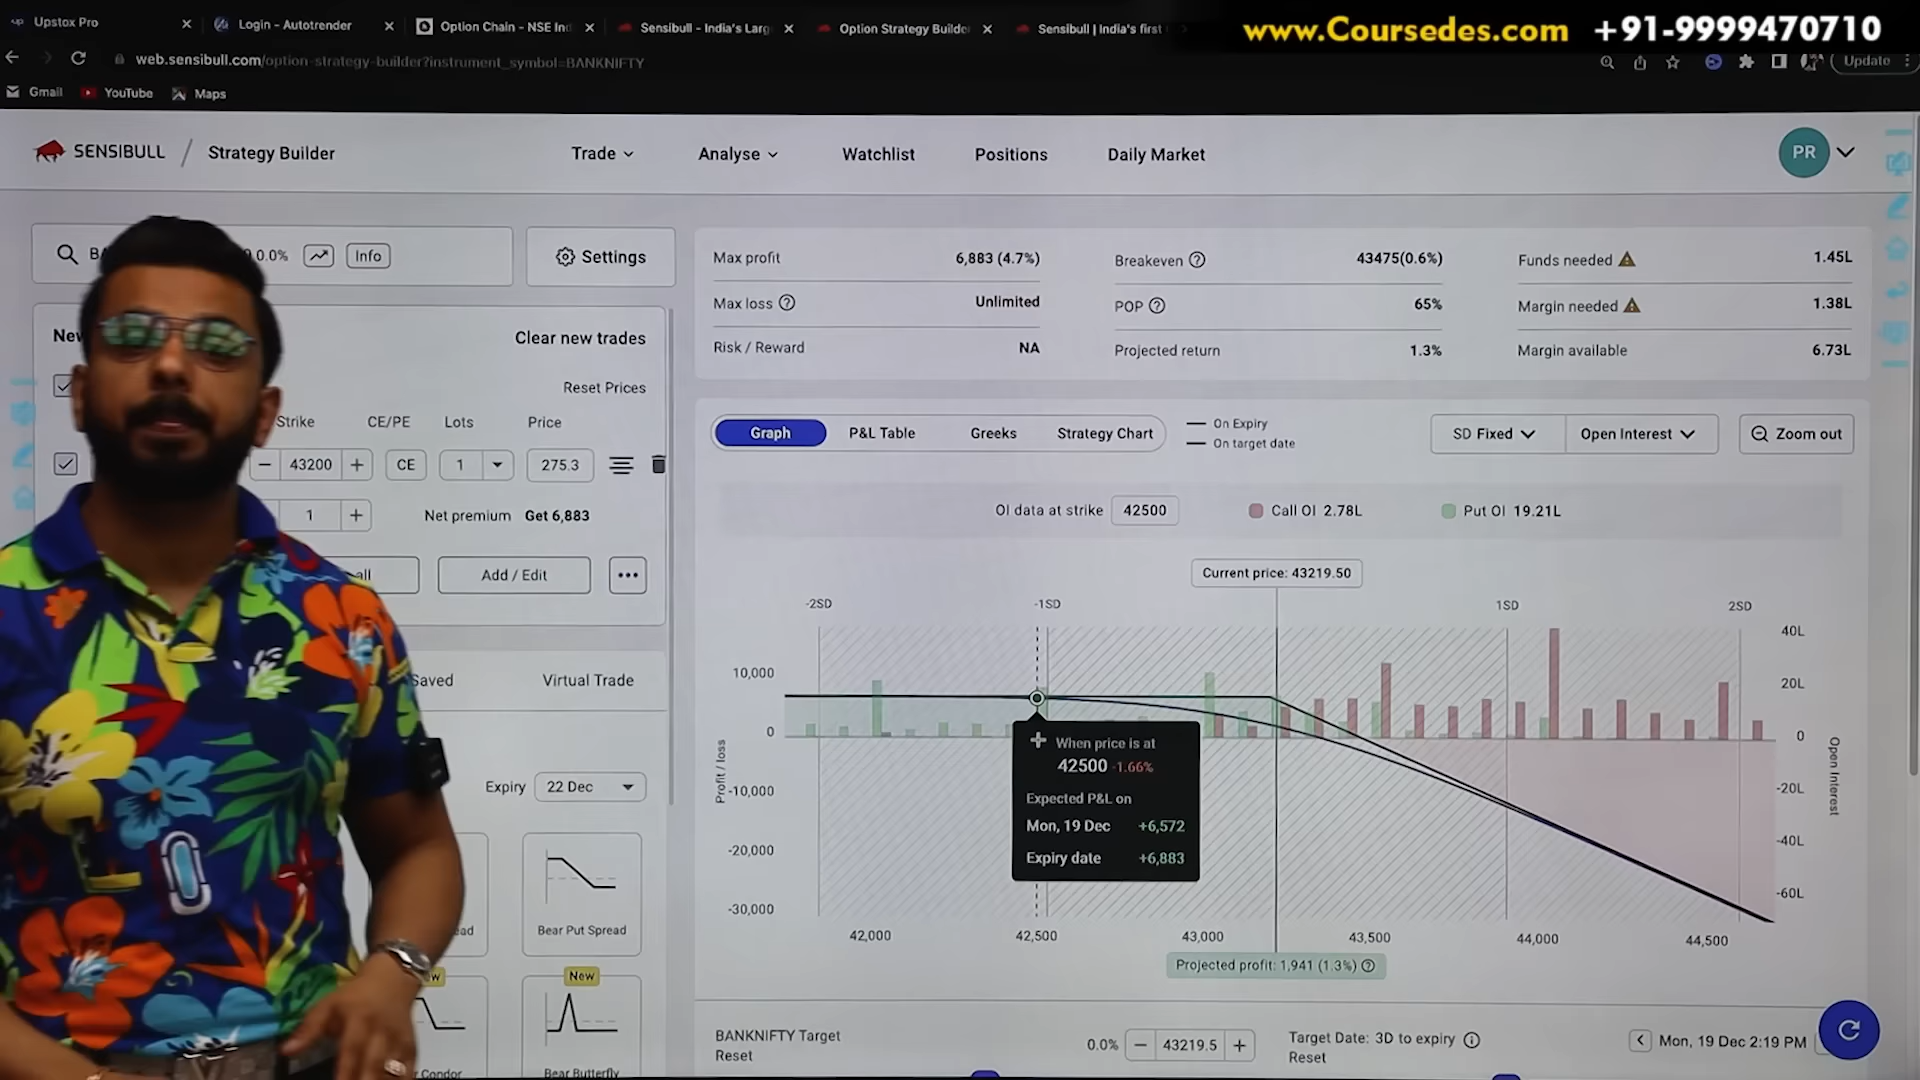 Upstox Pro
Login - Autotrender
Option Chain - NSE Ind
Sensibull - India's Larg
Option Strategy Builde
Sensibull | India's first
www.Coursedes.com +91-9999470710
web.sensibull.com/option-strategy-builder?instrument_symbol=BANKNIFTY
Update
Gmail
YouTube
Maps
SENSIBULL / Strategy Builder
Trade
Analyse
Watchlist
Positions
Daily Market
PR
0.0%
Info
Settings
Clear new trades
Reset Prices
Strike CE/PE Lots Price
− 43200 + CE 1 275.3
1 +
Net premium Get 6,883
Add / Edit
...
Saved
Virtual Trade
Expiry 22 Dec
Bear Put Spread
New
Condor
Bear Butterfly
Max profit 6,883 (4.7%)
Max loss Unlimited
Risk / Reward NA
Breakeven 43475(0.6%)
POP 65%
Projected return 1.3%
Funds needed 1.45L
Margin needed 1.38L
Margin available 6.73L
Graph
P&L Table
Greeks
Strategy Chart
On Expiry
On target date
SD Fixed
Open Interest
Zoom out
OI data at strike 42500
Call OI 2.78L
Put OI 19.21L
Current price: 43219.50
-2SD -1SD 1SD 2SD
10,000
0
-10,000
-20,000
-30,000
Profit / loss
40L
20L
0
-20L
-40L
-60L
Open Interest
When price is at
42500 -1.66%
Expected P&L on
Mon, 19 Dec +6,572
Expiry date +6,883
42,000 42,500 43,000 43,500 44,000 44,500
Projected profit: 1,941 (1.3%)
BANKNIFTY Target
Reset
0.0% − 43219.5 +
Target Date: 3D to expiry
Reset
Mon, 19 Dec 2:19 PM